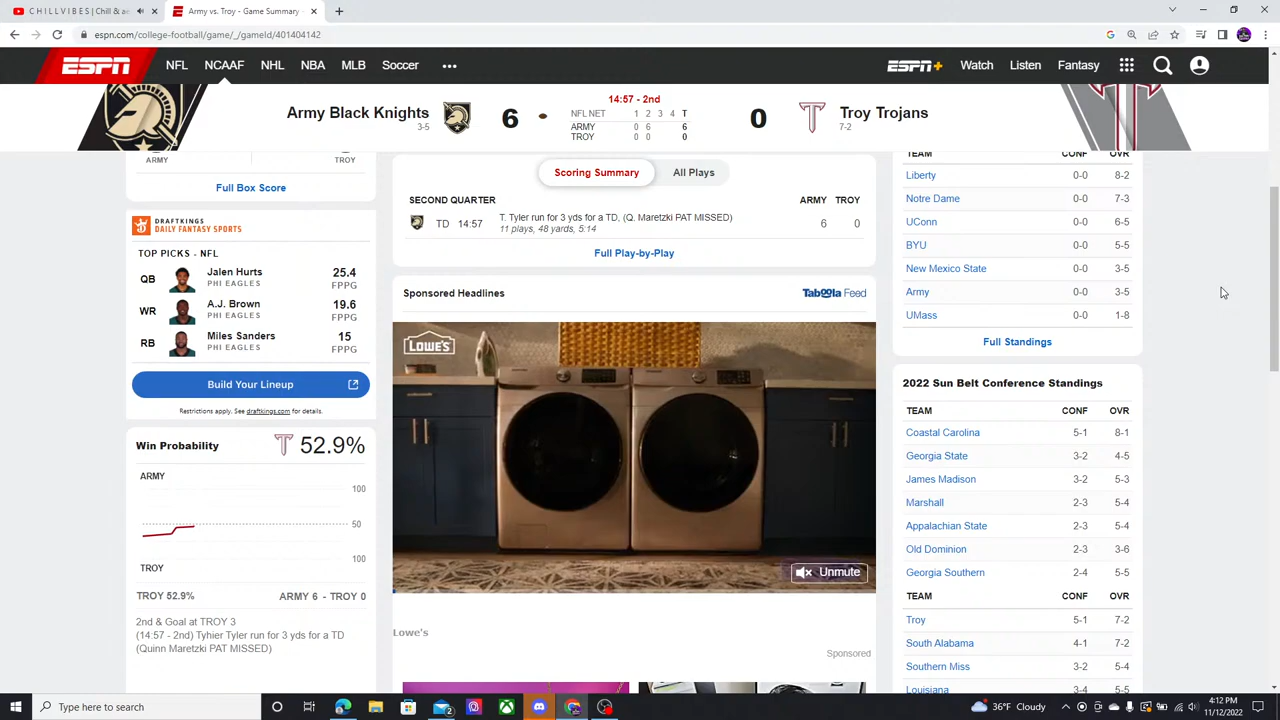 C H I L L V I B E S | Chill & ae
Army vs. Troy - Game Summary -
espn.com/college-football/game/_/gameId/401404142
ESPN
NFL NCAAF NHL NBA MLB Soccer
ESPN+ Watch Listen Fantasy
Army Black Knights
3-5
6
14:57 - 2nd
NFL NET 1 2 3 4 T
ARMY 0 6 6
TROY 0 0 0
0
Troy Trojans
7-2
ARMY TROY
Full Box Score
DRAFTKINGS
DAILY FANTASY SPORTS
TOP PICKS - NFL
QB Jalen Hurts 25.4
PHI EAGLES FPPG
WR A.J. Brown 19.6
PHI EAGLES FPPG
RB Miles Sanders 15
PHI EAGLES FPPG
Build Your Lineup
Restrictions apply. See draftkings.com for details.
Win Probability T 52.9%
ARMY
100
50
100
TROY
TROY 52.9% ARMY 6 - TROY 0
2nd & Goal at TROY 3
(14:57 - 2nd) Tyhier Tyler run for 3 yds for a TD
(Quinn Maretzki PAT MISSED)
Scoring Summary All Plays
SECOND QUARTER ARMY TROY
TD 14:57 T. Tyler run for 3 yds for a TD, (Q. Maretzki PAT MISSED) 6 0
11 plays, 48 yards, 5:14
Full Play-by-Play
Sponsored Headlines Taboola Feed
LOWE'S
Unmute
Lowe's
Sponsored
TEAM CONF OVR
Liberty 0-0 8-2
Notre Dame 0-0 7-3
UConn 0-0 6-5
BYU 0-0 5-5
New Mexico State 0-0 3-5
Army 0-0 3-5
UMass 0-0 1-8
Full Standings
2022 Sun Belt Conference Standings
TEAM CONF OVR
Coastal Carolina 5-1 8-1
Georgia State 3-2 4-5
James Madison 3-2 5-3
Marshall 2-3 5-4
Appalachian State 2-3 5-4
Old Dominion 2-3 3-6
Georgia Southern 2-4 5-5
TEAM CONF OVR
Troy 5-1 7-2
South Alabama 4-1 7-2
Southern Miss 3-2 5-4
Louisiana 3-4 5-5
Type here to search
2
36°F Cloudy
4:12 PM
11/12/2022